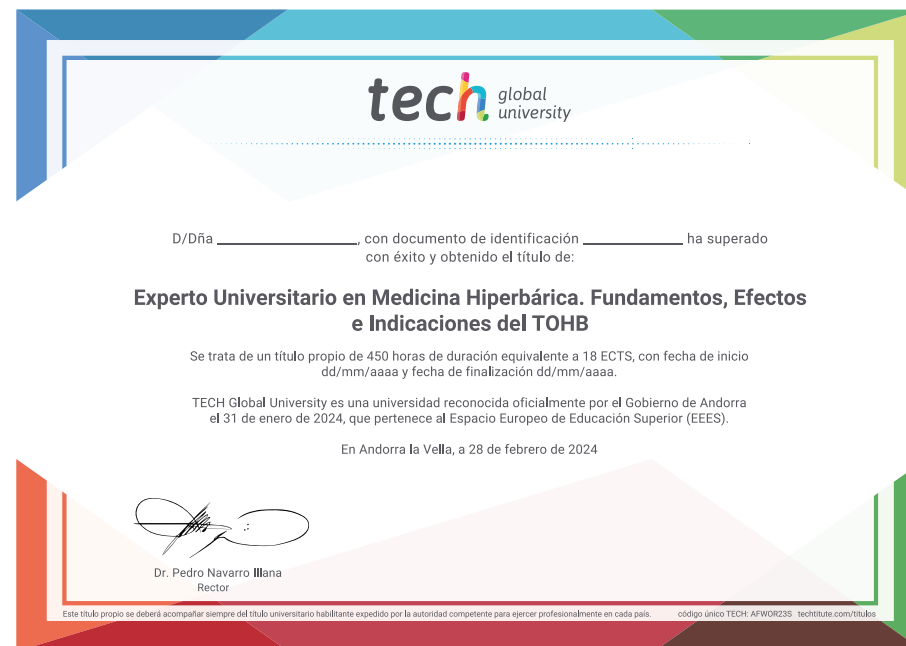 tech global university
D/Dña ____________, con documento de identificación ____________ ha superado
con éxito y obtenido el título de:
Experto Universitario en Medicina Hiperbárica. Fundamentos, Efectos
e Indicaciones del TOHB
Se trata de un título propio de 450 horas de duración equivalente a 18 ECTS, con fecha de inicio
dd/mm/aaaa y fecha de finalización dd/mm/aaaa.
TECH Global University es una universidad reconocida oficialmente por el Gobierno de Andorra
el 31 de enero de 2024, que pertenece al Espacio Europeo de Educación Superior (EEES).
En Andorra la Vella, a 28 de febrero de 2024
Dr. Pedro Navarro Illana
Rector
Este título propio se deberá acompañar siempre del título universitario habilitante expedido por la autoridad competente para ejercer profesionalmente en cada país. código único TECH: AFWOR23S techtitute.com/titulos